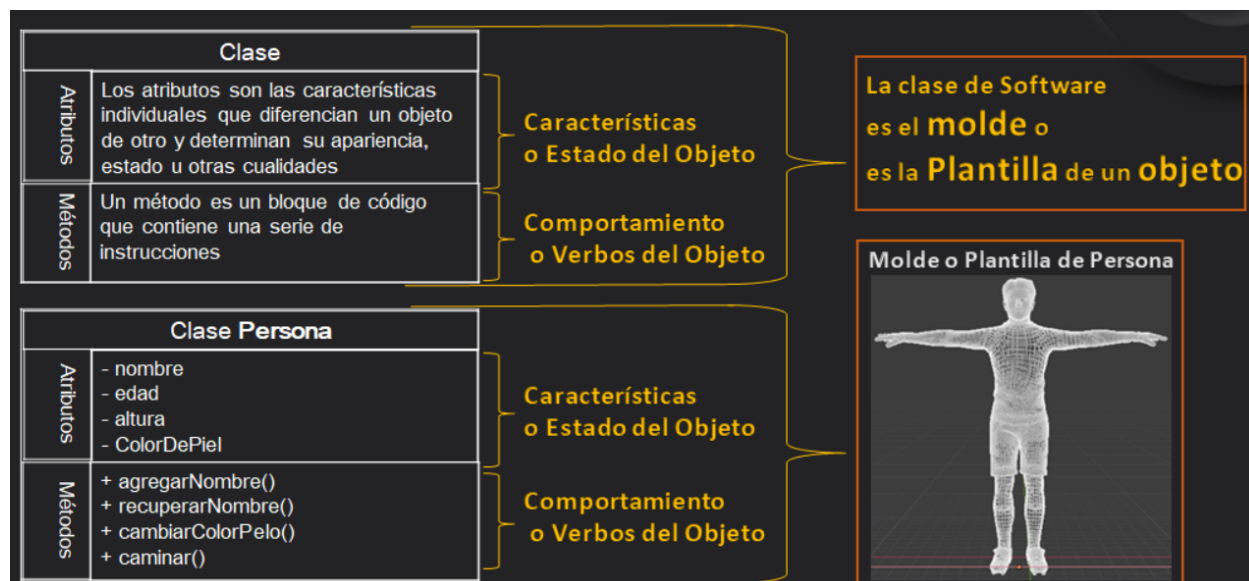 Clase
Atributos
Los atributos son las características
individuales que diferencian un objeto
de otro y determinan su apariencia,
estado u otras cualidades
Métodos
Un método es un bloque de código
que contiene una serie de
instrucciones
Características
o Estado del Objeto
Comportamiento
o Verbos del Objeto
La clase de Software
es el molde o
es la Plantilla de un objeto
Clase Persona
Atributos
- nombre
- edad
- altura
- ColorDePiel
Métodos
+ agregarNombre()
+ recuperarNombre()
+ cambiarColorPelo()
+ caminar()
Características
o Estado del Objeto
Comportamiento
o Verbos del Objeto
Molde o Plantilla de Persona